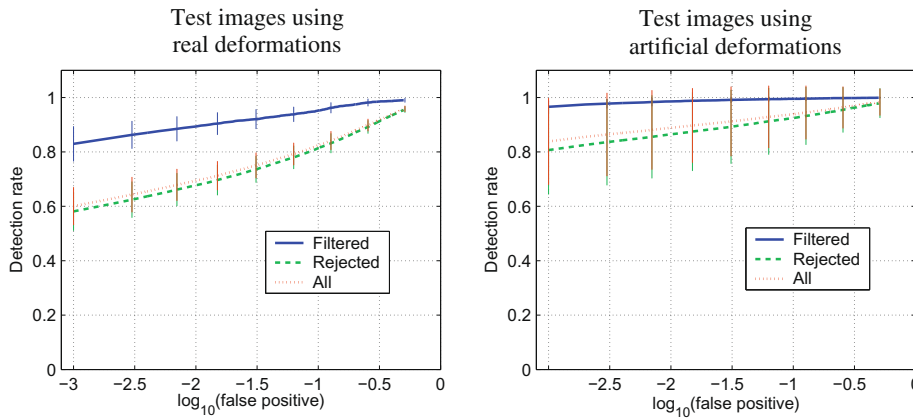 Test images using
real deformations
Detection rate
1
0.8
0.6
0.4
0.2
0
−3
−2.5
−2
−1.5
−1
−0.5
0
log10(false positive)
Filtered
Rejected
All
Test images using
artificial deformations
Detection rate
1
0.8
0.6
0.4
0.2
0
−2.5
−2
−1.5
−1
−0.5
0
log10(false positive)
Filtered
Rejected
All